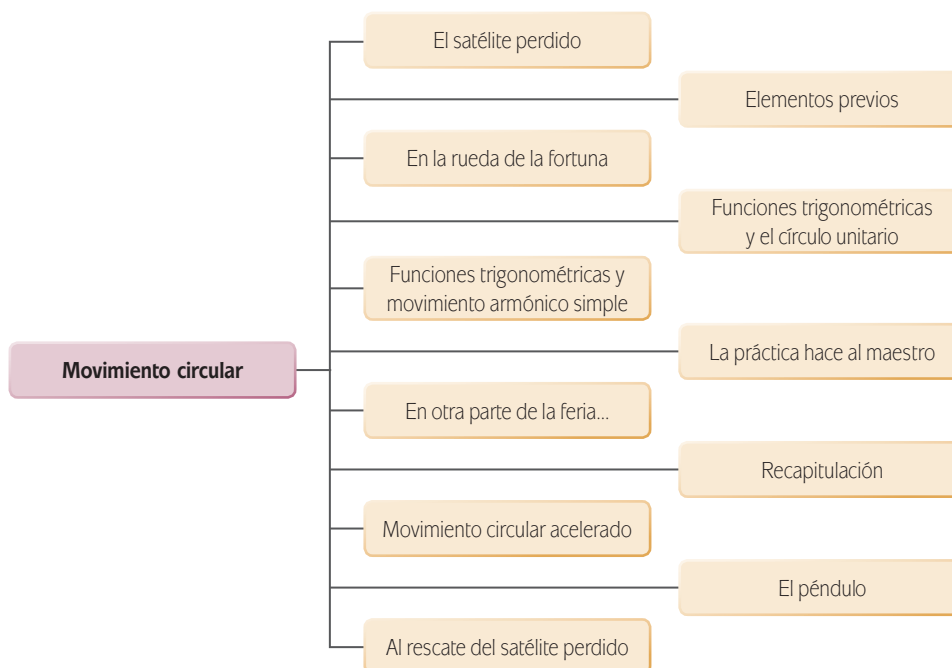 El satélite perdido
Elementos previos
En la rueda de la fortuna
Funciones trigonométricas
y el círculo unitario
Funciones trigonométricas y
movimiento armónico simple
La práctica hace al maestro
Movimiento circular
En otra parte de la feria...
Recapitulación
Movimiento circular acelerado
El péndulo
Al rescate del satélite perdido